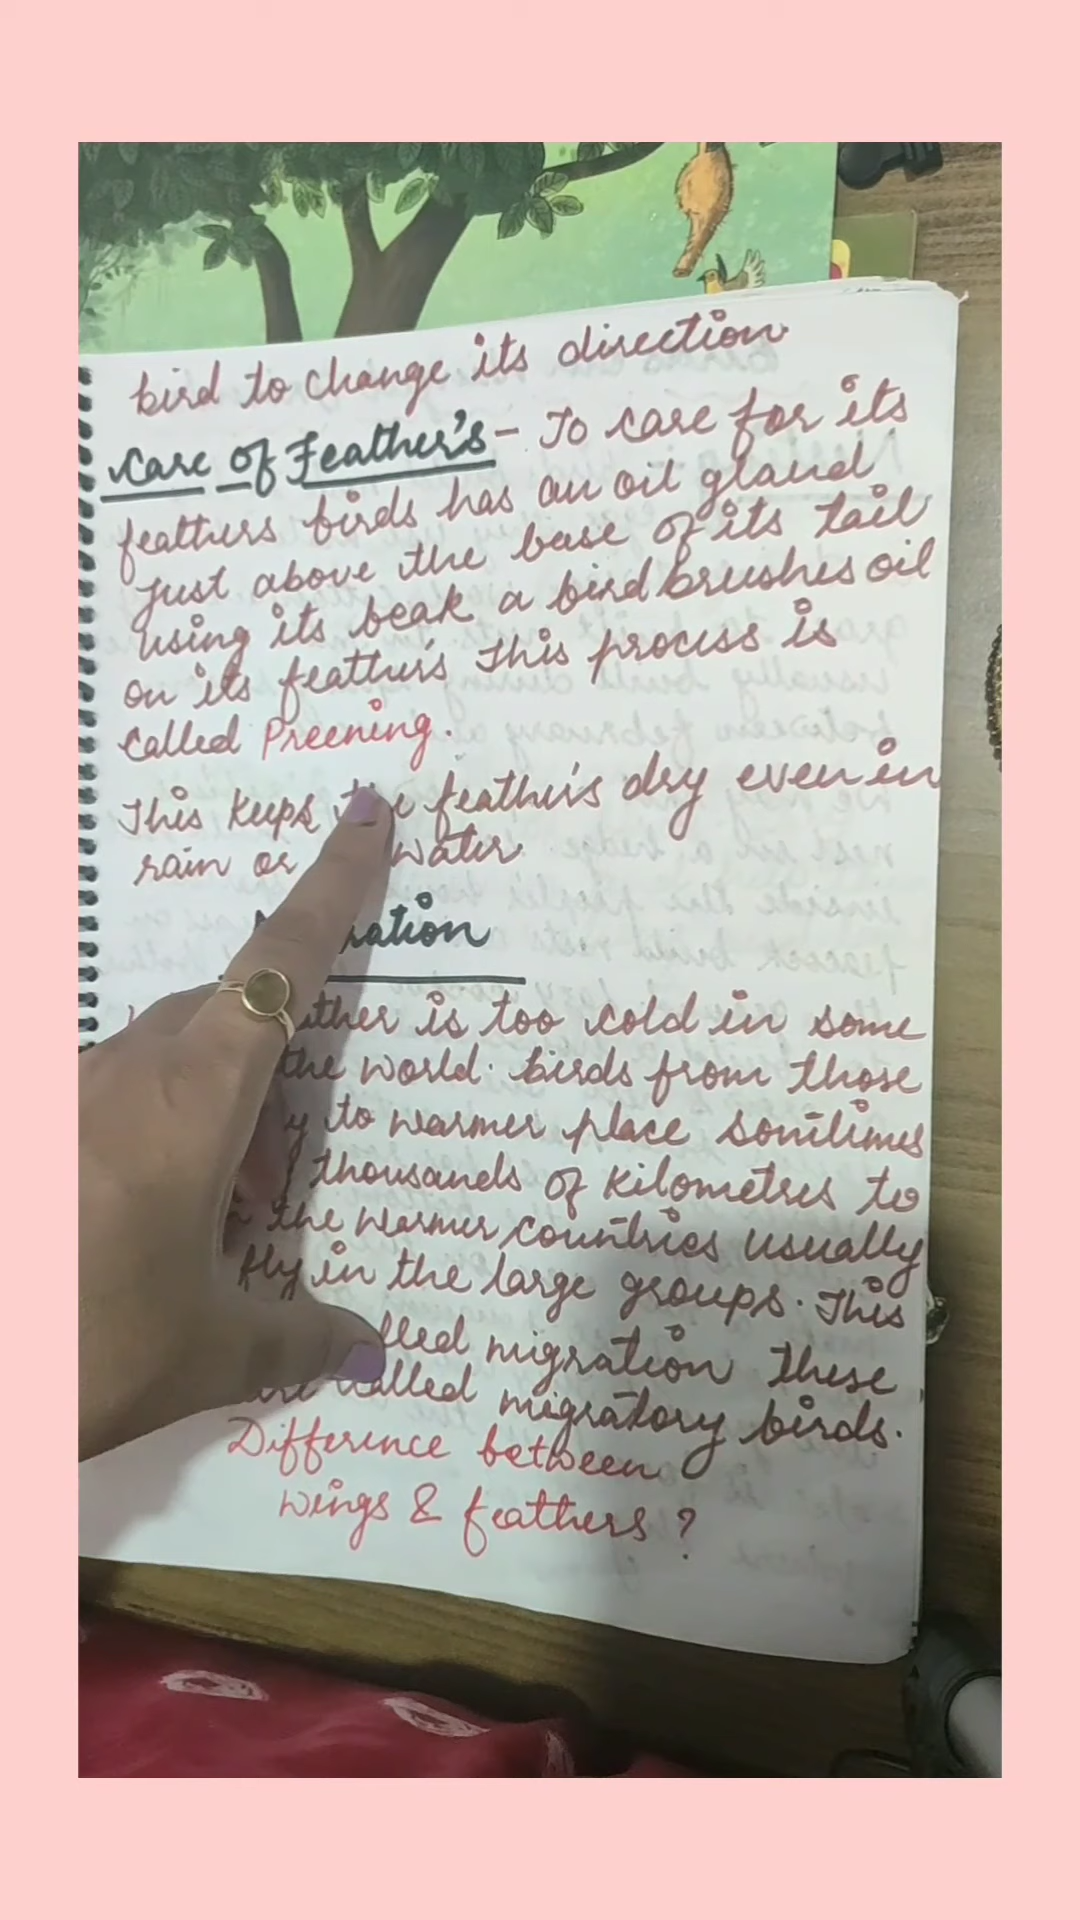 bird to change its direction
Care of Feather's - To care for its
feathers birds has an oil gland
just above the base of its tail
using its beak a bird brushes oil
on its feather's This process is
called Preening.
This keeps the feather's dry even in
rain or water
is too cold in some
the world. birds from those
to warmer place sometimes
thousands of kilometres to
the warmer countries usually
fly in the large groups. This
migration these
called migratory birds.
Difference between
wings & feathers ?